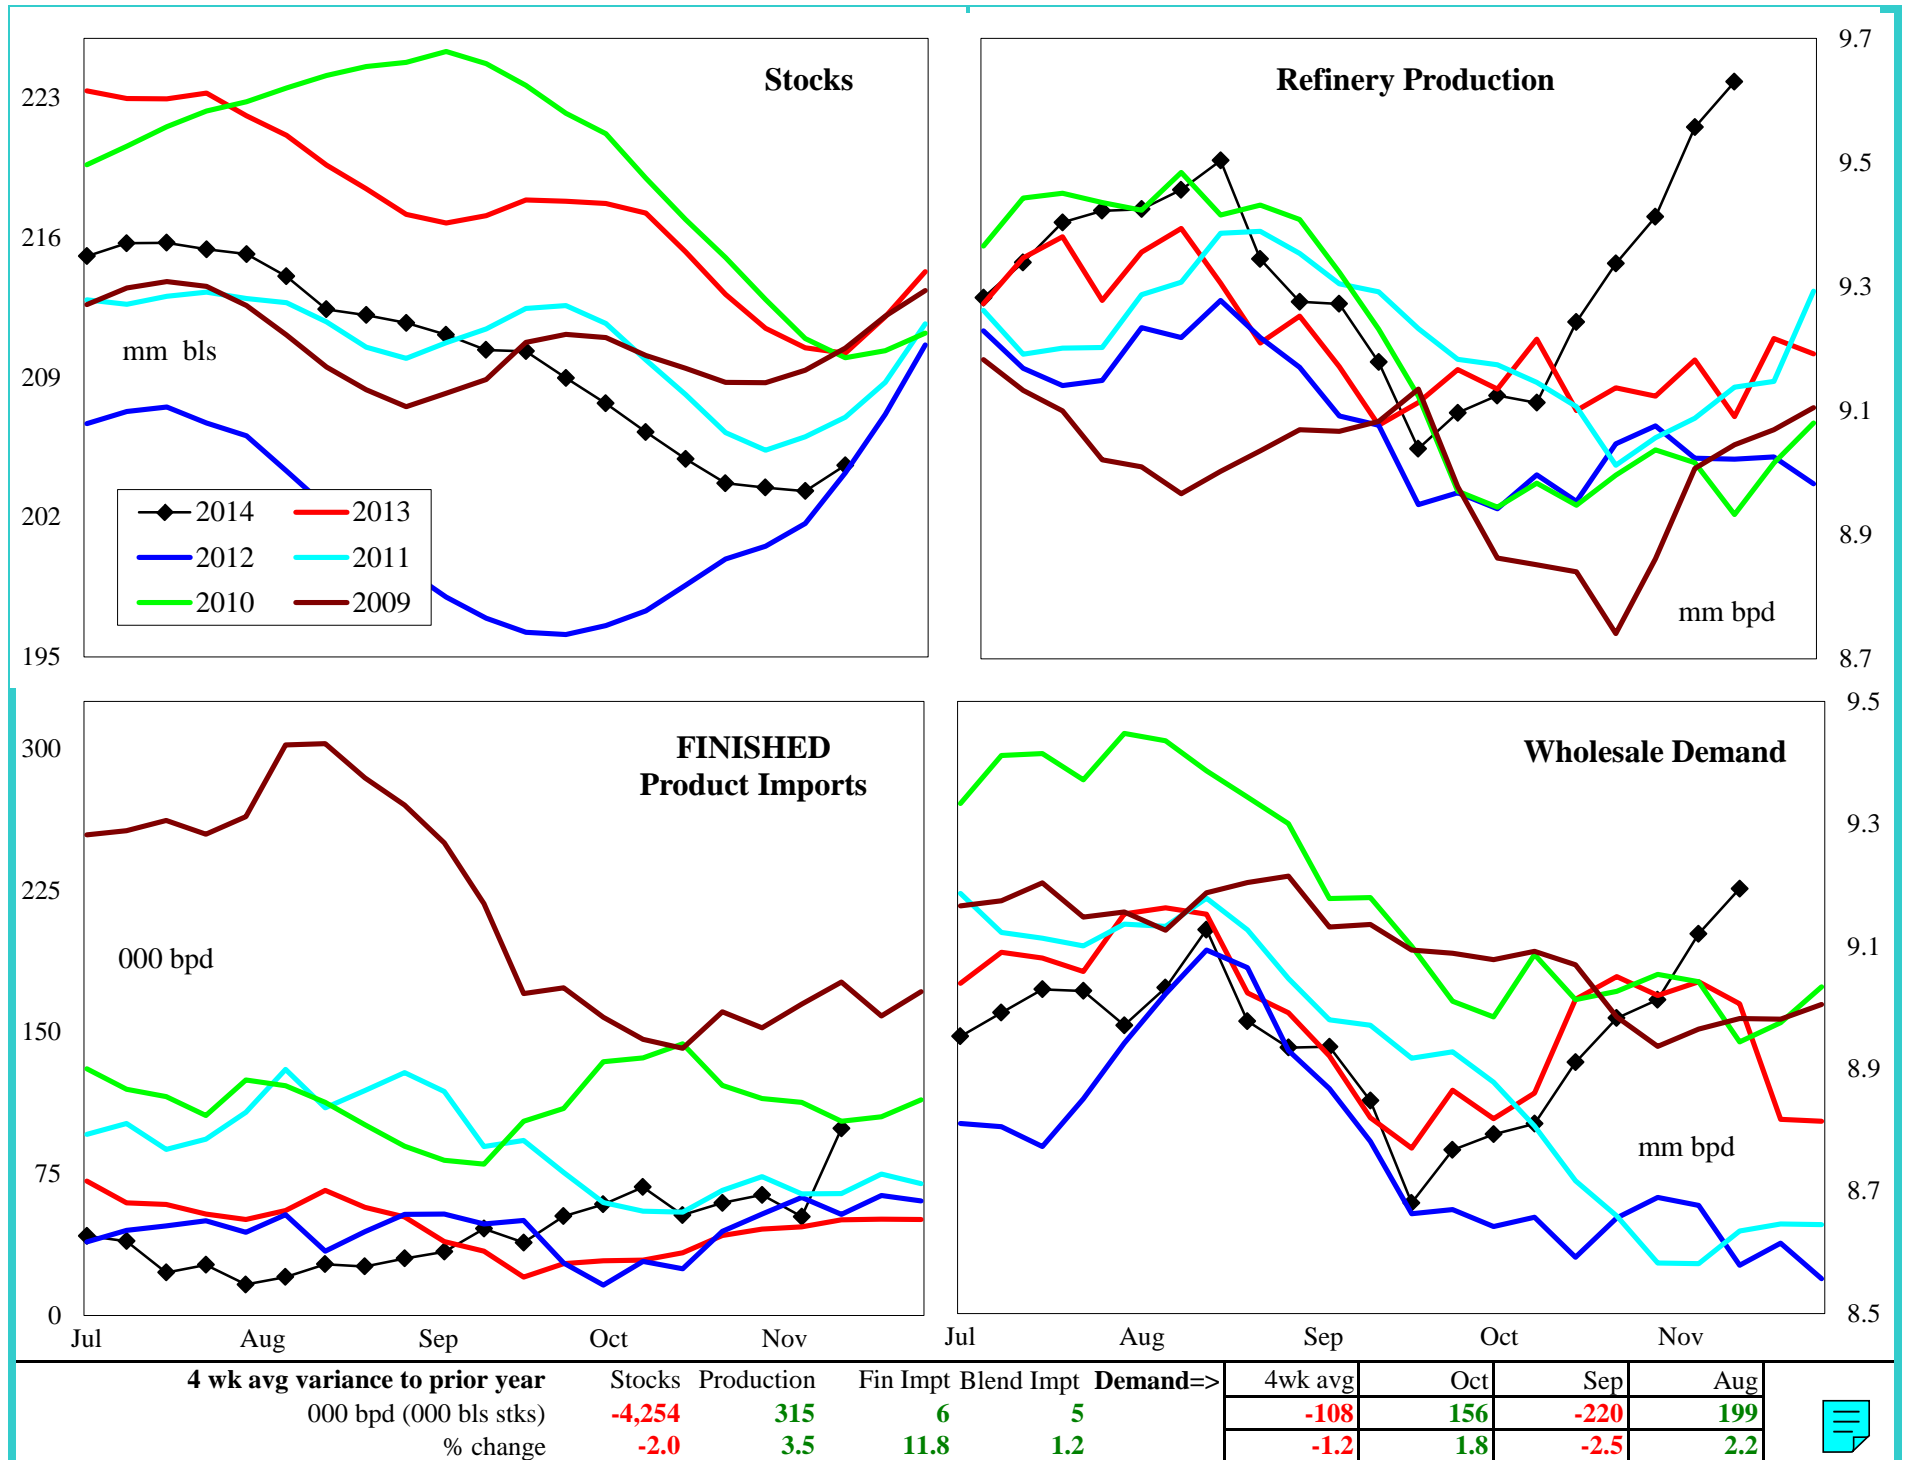 Stocks
223
216
209
202
195
mm bls
2014
2013
2012
2011
2010
2009
Refinery Production
9.7
9.5
9.3
9.1
8.9
8.7
mm bpd
FINISHED
Product Imports
300
225
150
75
0
000 bpd
Jul Aug Sep Oct Nov
Wholesale Demand
9.5
9.3
9.1
8.9
8.7
8.5
mm bpd
Jul Aug Sep Oct Nov
4 wk avg variance to prior year Stocks Production Fin Impt Blend Impt Demand=> 4wk avg Oct Sep Aug
000 bpd (000 bls stks) -4,254 315 6 5 -108 156 -220 199
% change -2.0 3.5 11.8 1.2 -1.2 1.8 -2.5 2.2